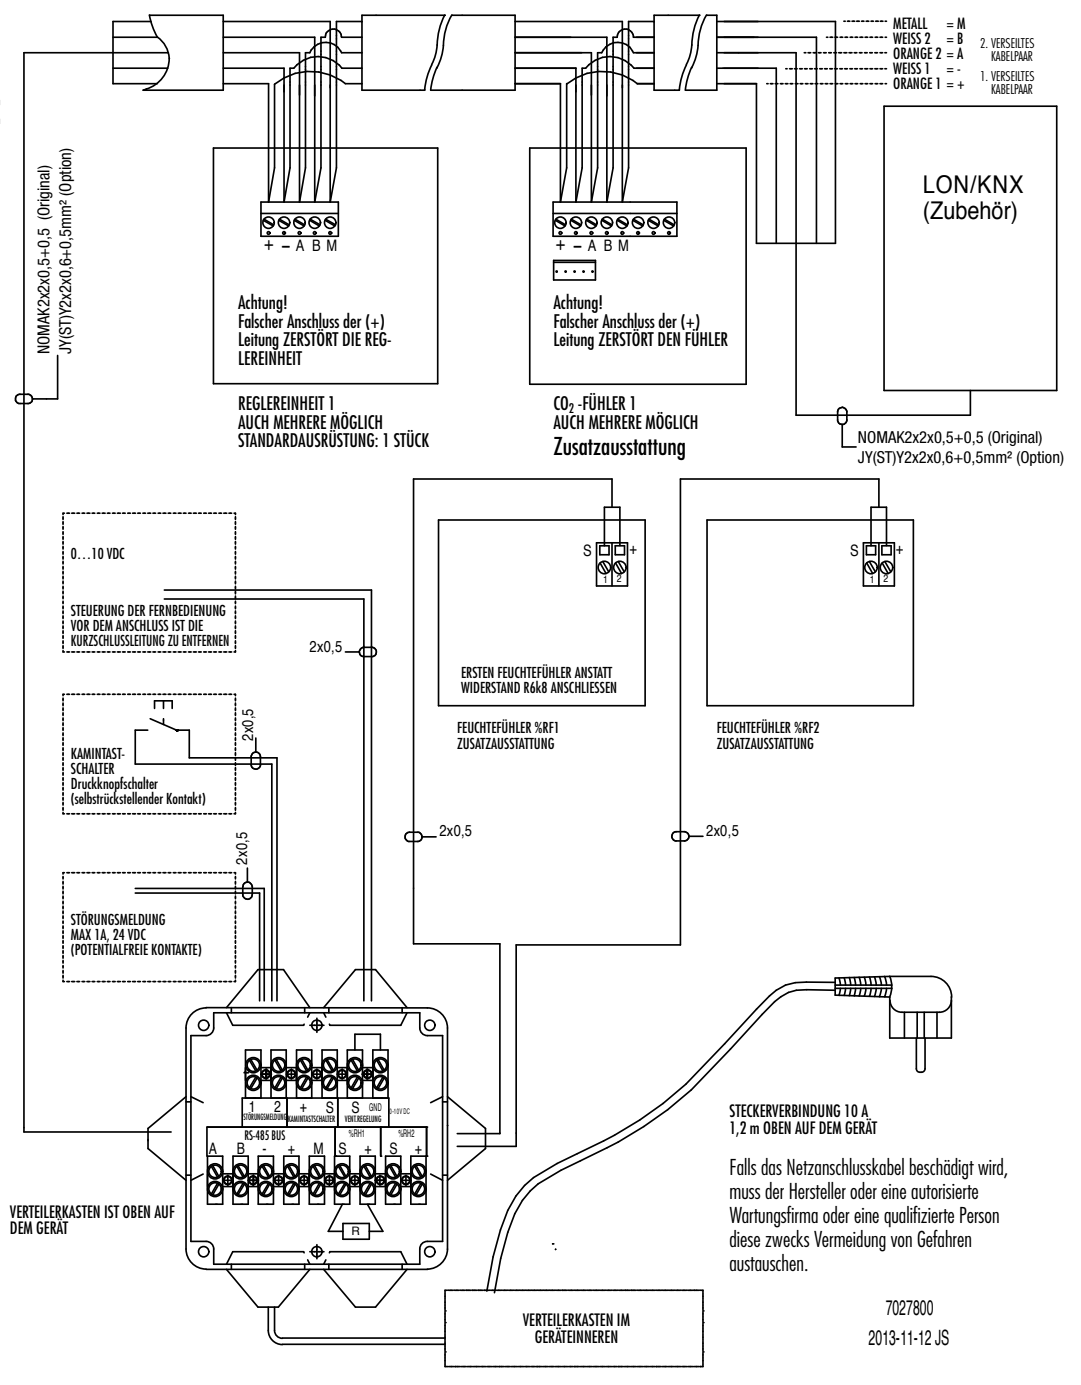 METALL = M
WEISS 2 = B
ORANGE 2 = A
WEISS 1 = -
ORANGE 1 = +
2. VERSEILTES
KABELPAAR
1. VERSEILTES
KABELPAAR
LON/KNX
(Zubehör)
NOMAK2x2x0,5+0,5 (Original)
JY(ST)Y2x2x0,6+0,5mm² (Option)
+ – A B M
Achtung!
Falscher Anschluss der (+)
Leitung ZERSTÖRT DIE REG-
LEREINHEIT
REGLEREINHEIT 1
AUCH MEHRERE MÖGLICH
STANDARDAUSRÜSTUNG: 1 STÜCK
+ – A B M
Achtung!
Falscher Anschluss der (+)
Leitung ZERSTÖRT DEN FÜHLER
CO₂ -FÜHLER 1
AUCH MEHRERE MÖGLICH
Zusatzausstattung
NOMAK2x2x0,5+0,5 (Original)
JY(ST)Y2x2x0,6+0,5mm² (Option)
0...10 VDC
STEUERUNG DER FERNBEDIENUNG
VOR DEM ANSCHLUSS IST DIE
KURZSCHLUSSLEITUNG ZU ENTFERNEN
2x0,5
S +
1 2
ERSTEN FEUCHTEFÜHLER ANSTATT
WIDERSTAND R6k8 ANSCHLIESSEN
FEUCHTEFÜHLER %RF1
ZUSATZAUSSTATTUNG
S +
1 2
FEUCHTEFÜHLER %RF2
ZUSATZAUSSTATTUNG
2x0,5
KAMINTAST-
SCHALTER
Druckknopfschalter
(selbstrückstellender Kontakt)
2x0,5
2x0,5
2x0,5
STÖRUNGSMELDUNG
MAX 1A, 24 VDC
(POTENTIALFREIE KONTAKTE)
1 2 + S S GND 0-10V DC
STÖRUNGSMELDUNG KAMINTASTSCHALTER VENT.REGELUNG
RS-485 BUS %RH1 %RH2
A B - + M S + S +
R
VERTEILERKASTEN IST OBEN AUF
DEM GERÄT
STECKERVERBINDUNG 10 A
1,2 m OBEN AUF DEM GERÄT
Falls das Netzanschlusskabel beschädigt wird,
muss der Hersteller oder eine autorisierte
Wartungsfirma oder eine qualifizierte Person
diese zwecks Vermeidung von Gefahren
austauschen.
VERTEILERKASTEN IM
GERÄTEINNEREN
7027800
2013-11-12 JS